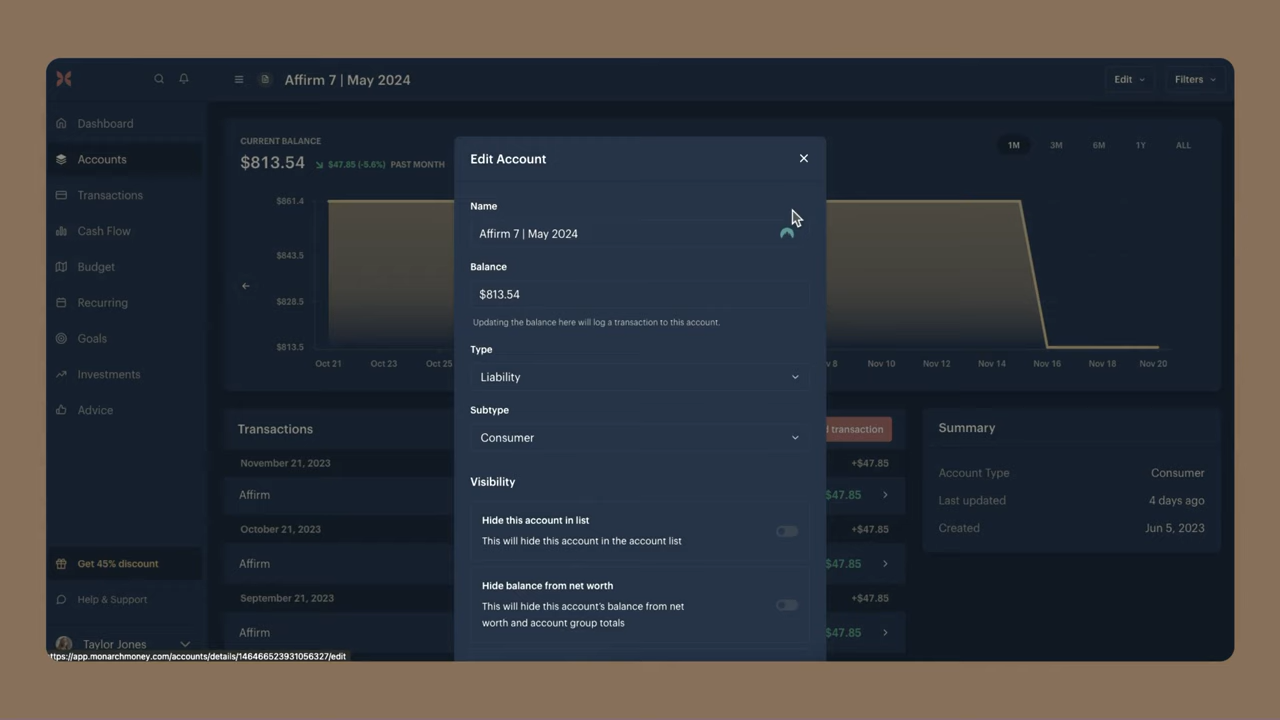 Affirm 7 | May 2024
Edit
Filters
Dashboard
Accounts
Transactions
Cash Flow
Budget
Recurring
Goals
Investments
Advice
Get 45% discount
Help & Support
Taylor Jones
ttps://app.monarchmoney.com/accounts/details/146466523931056327/edit
CURRENT BALANCE
$813.54 $47.85 (-5.6%) PAST MONTH
1M 3M 6M 1Y ALL
$861.4
$843.5
$828.5
$813.5
Oct 21 Oct 23 Oct 25 v 8 Nov 10 Nov 12 Nov 14 Nov 16 Nov 18 Nov 20
Edit Account
Name
Affirm 7 | May 2024
Balance
$813.54
Updating the balance here will log a transaction to this account.
Type
Liability
Subtype
Consumer
Visibility
Hide this account in list
This will hide this account in the account list
Hide balance from net worth
This will hide this account's balance from net
worth and account group totals
Transactions
transaction
November 21, 2023 +$47.85
Affirm $47.85
October 21, 2023 +$47.85
Affirm $47.85
September 21, 2023 +$47.85
Affirm $47.85
Summary
Account Type Consumer
Last updated 4 days ago
Created Jun 5, 2023